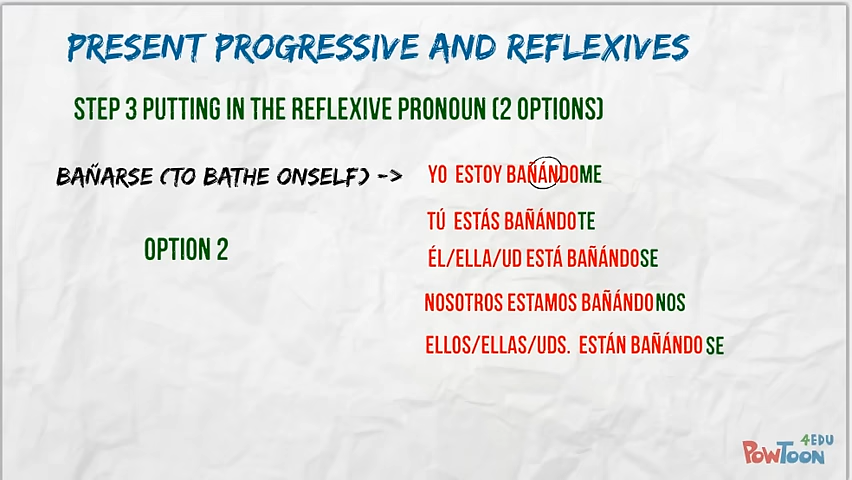 PRESENT PROGRESSIVE AND REFLEXIVES
STEP 3 PUTTING IN THE REFLEXIVE PRONOUN (2 OPTIONS)
BAÑARSE (TO BATHE ONSELF) -> YO ESTOY BAÑÁNDOME
TÚ ESTÁS BAÑÁNDOTE
OPTION 2
ÉL/ELLA/UD ESTÁ BAÑÁNDOSE
NOSOTROS ESTAMOS BAÑÁNDONOS
ELLOS/ELLAS/UDS. ESTÁN BAÑÁNDOSE
4EDU
POWTOON